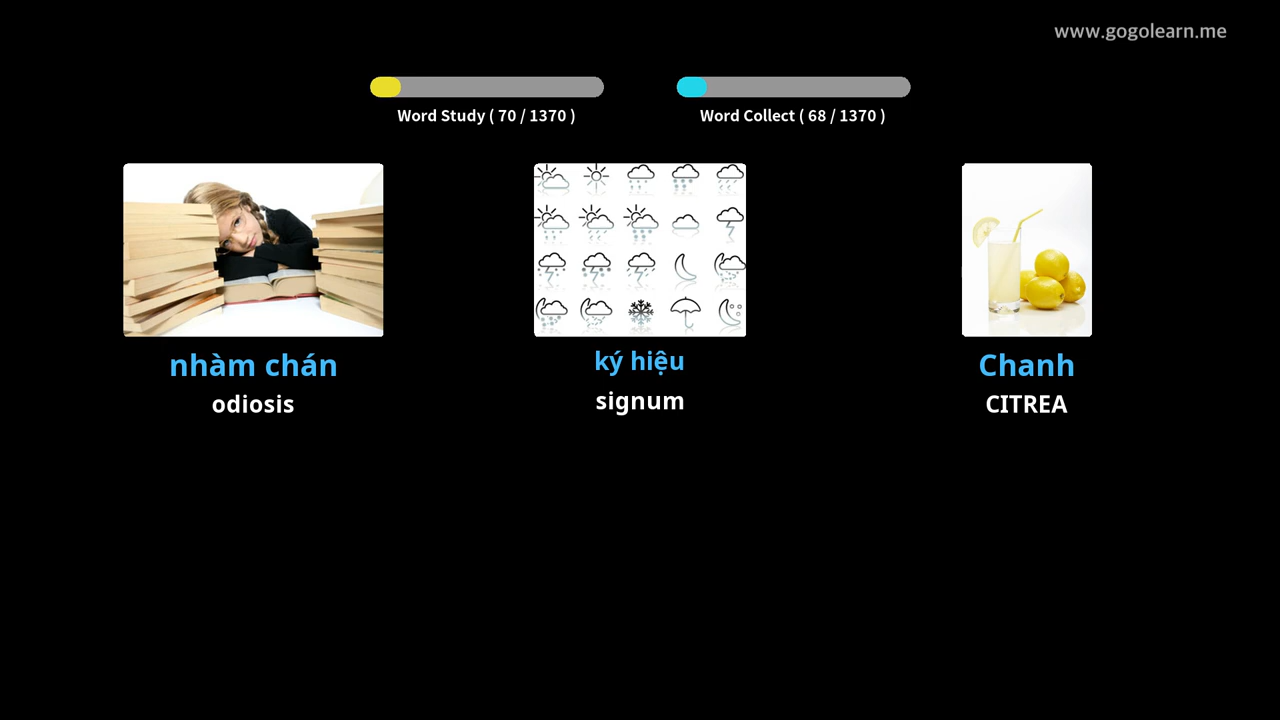 www.gogolearn.me
Word Study ( 70 / 1370 )
Word Collect ( 68 / 1370 )
nhàm chán
odiosis
ký hiệu
signum
Chanh
CITREA